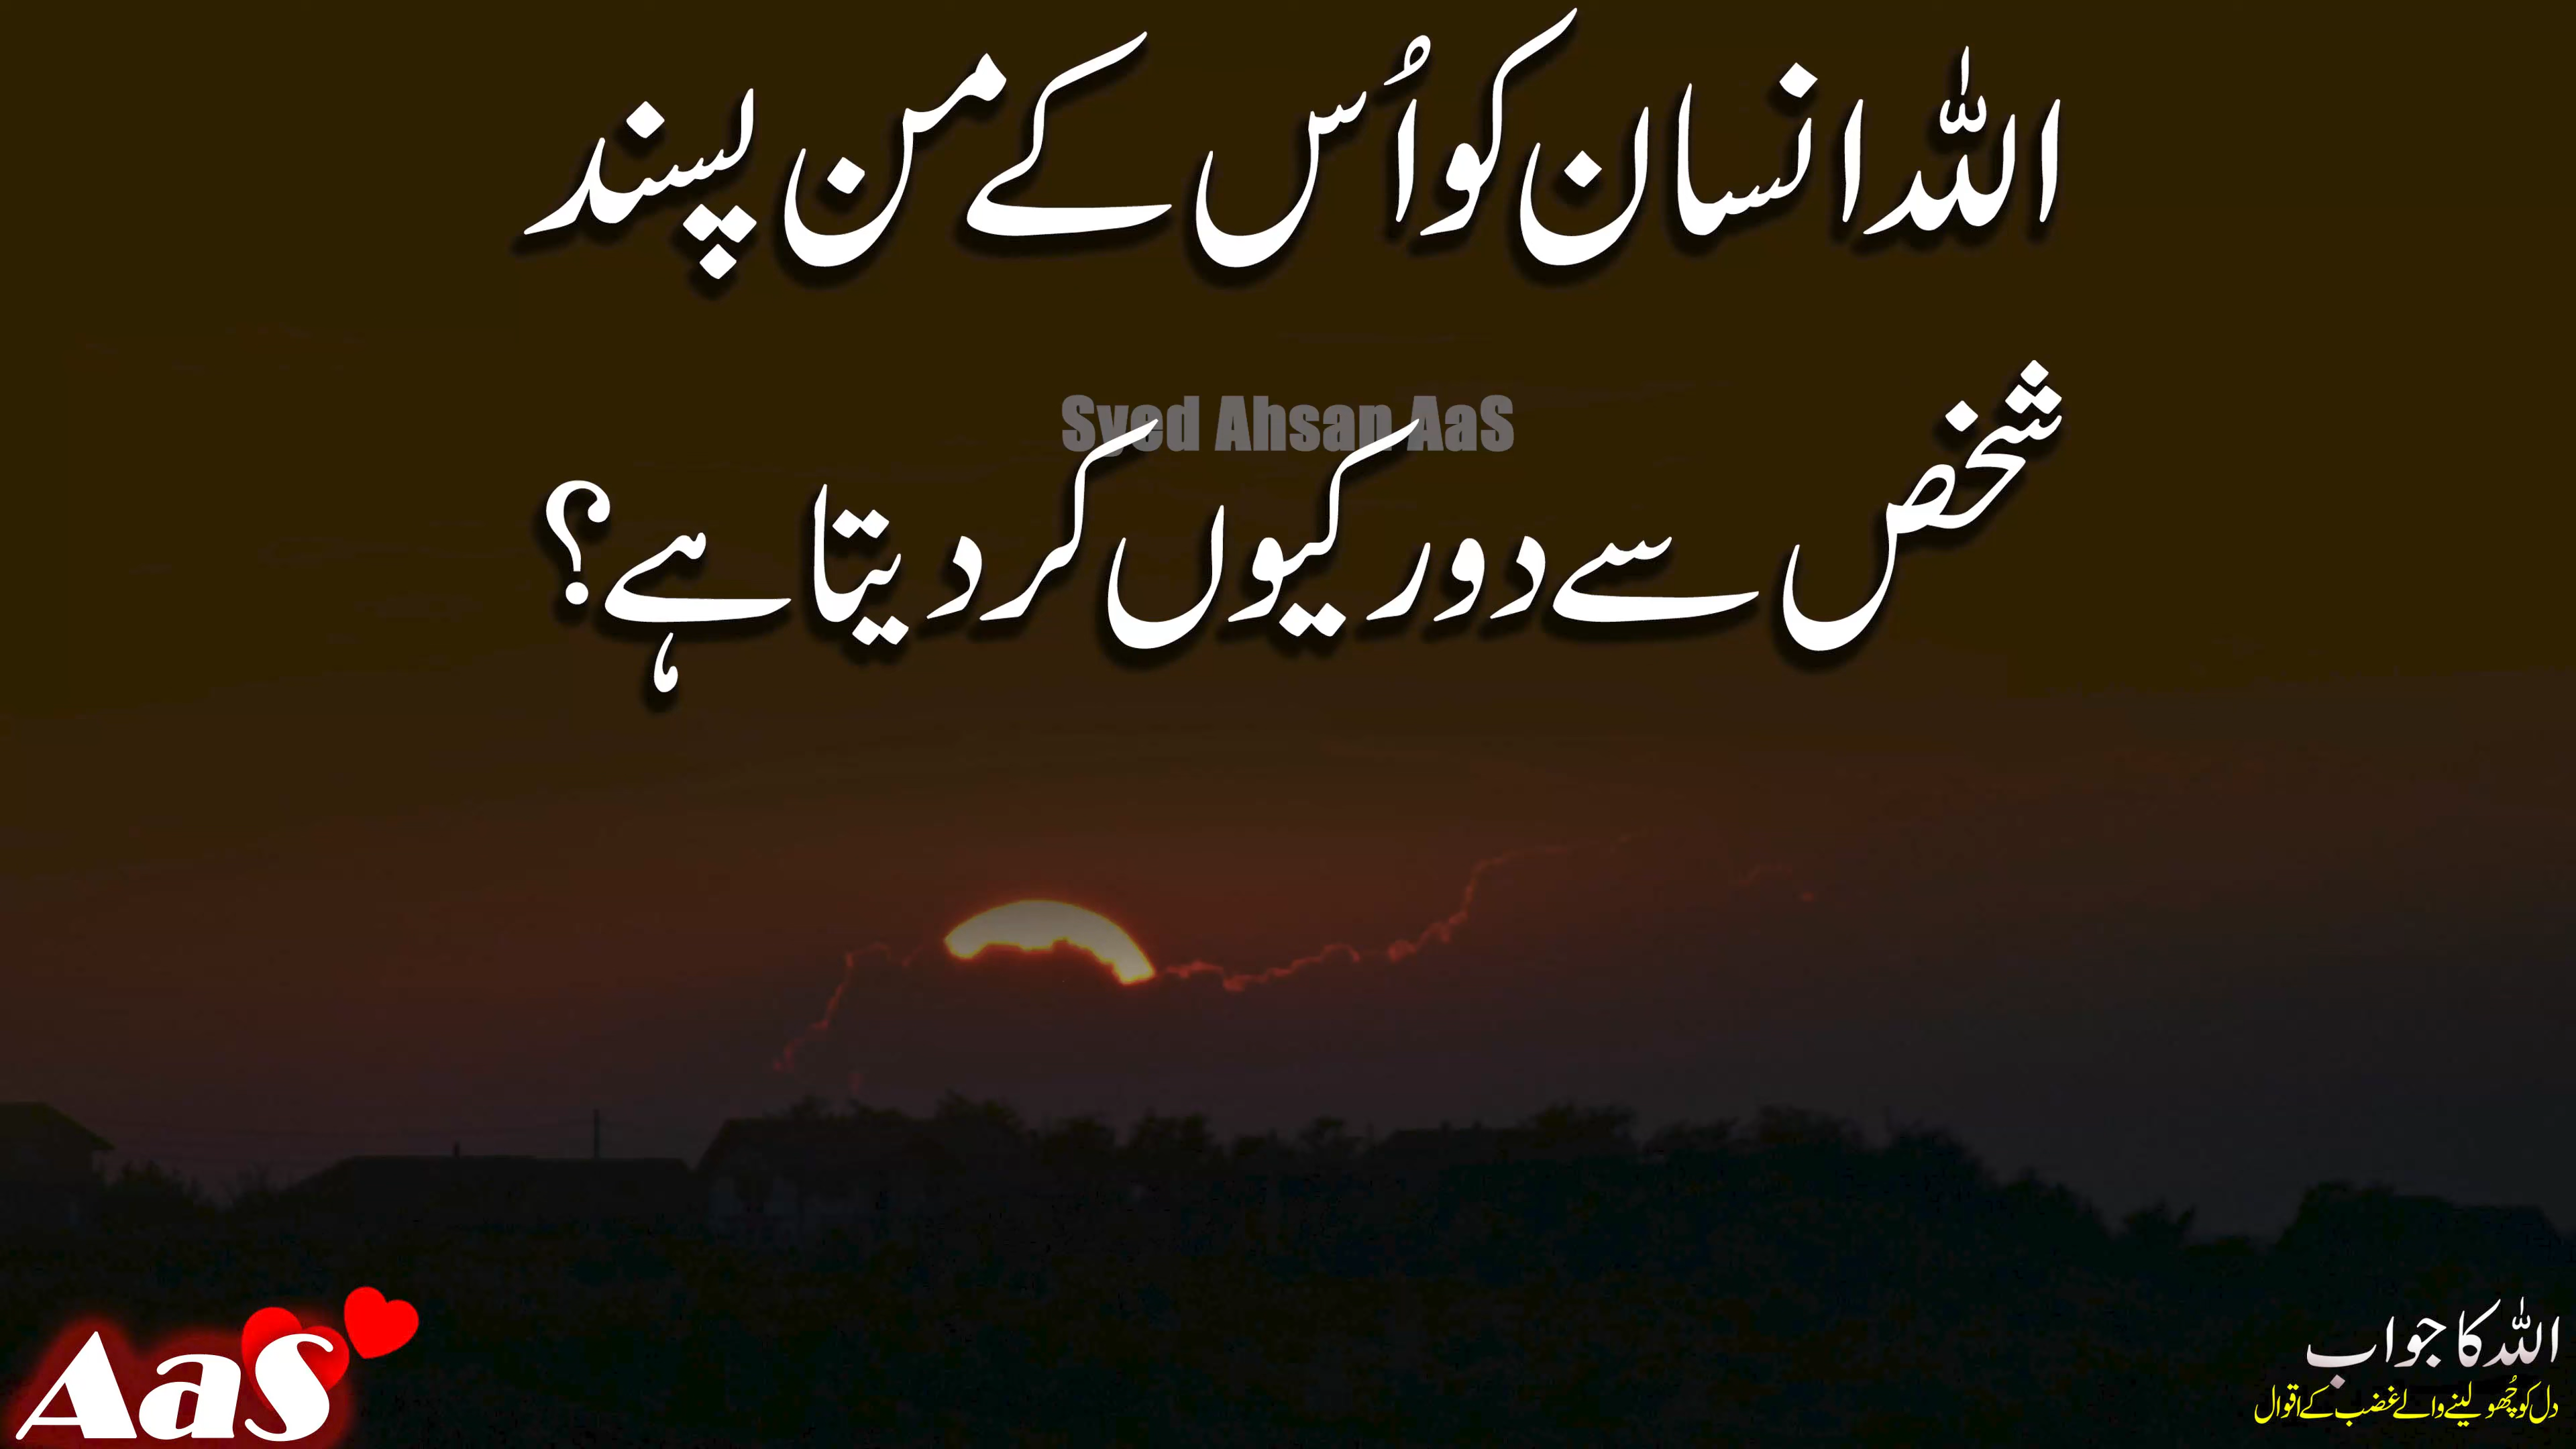 اللہ انسان کو اُس کے من پسند
Syed Ahsan AaS
شخص سے دور کیوں کر دیتا ہے؟
AaS
اللہ کا جواب
دل کو چُھو لینے والے غضب کے اقوال